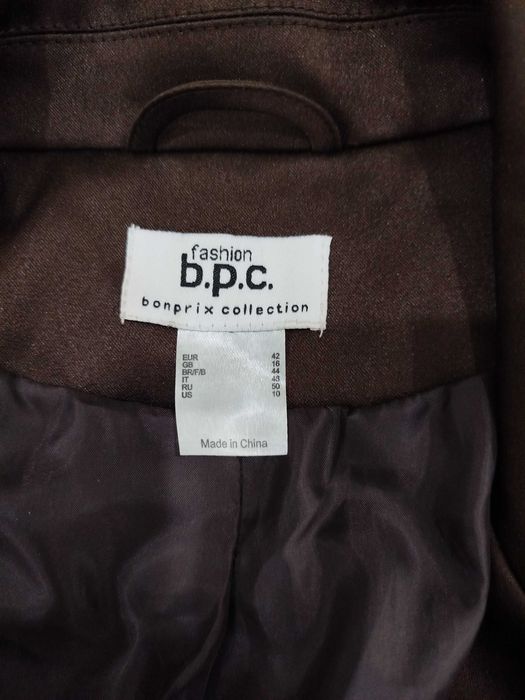 fashion
b.p.c.
bonprix collection
EUR 42
GB 16
BR/F/B 44
IT 48
RU 50
US 10
Made in China